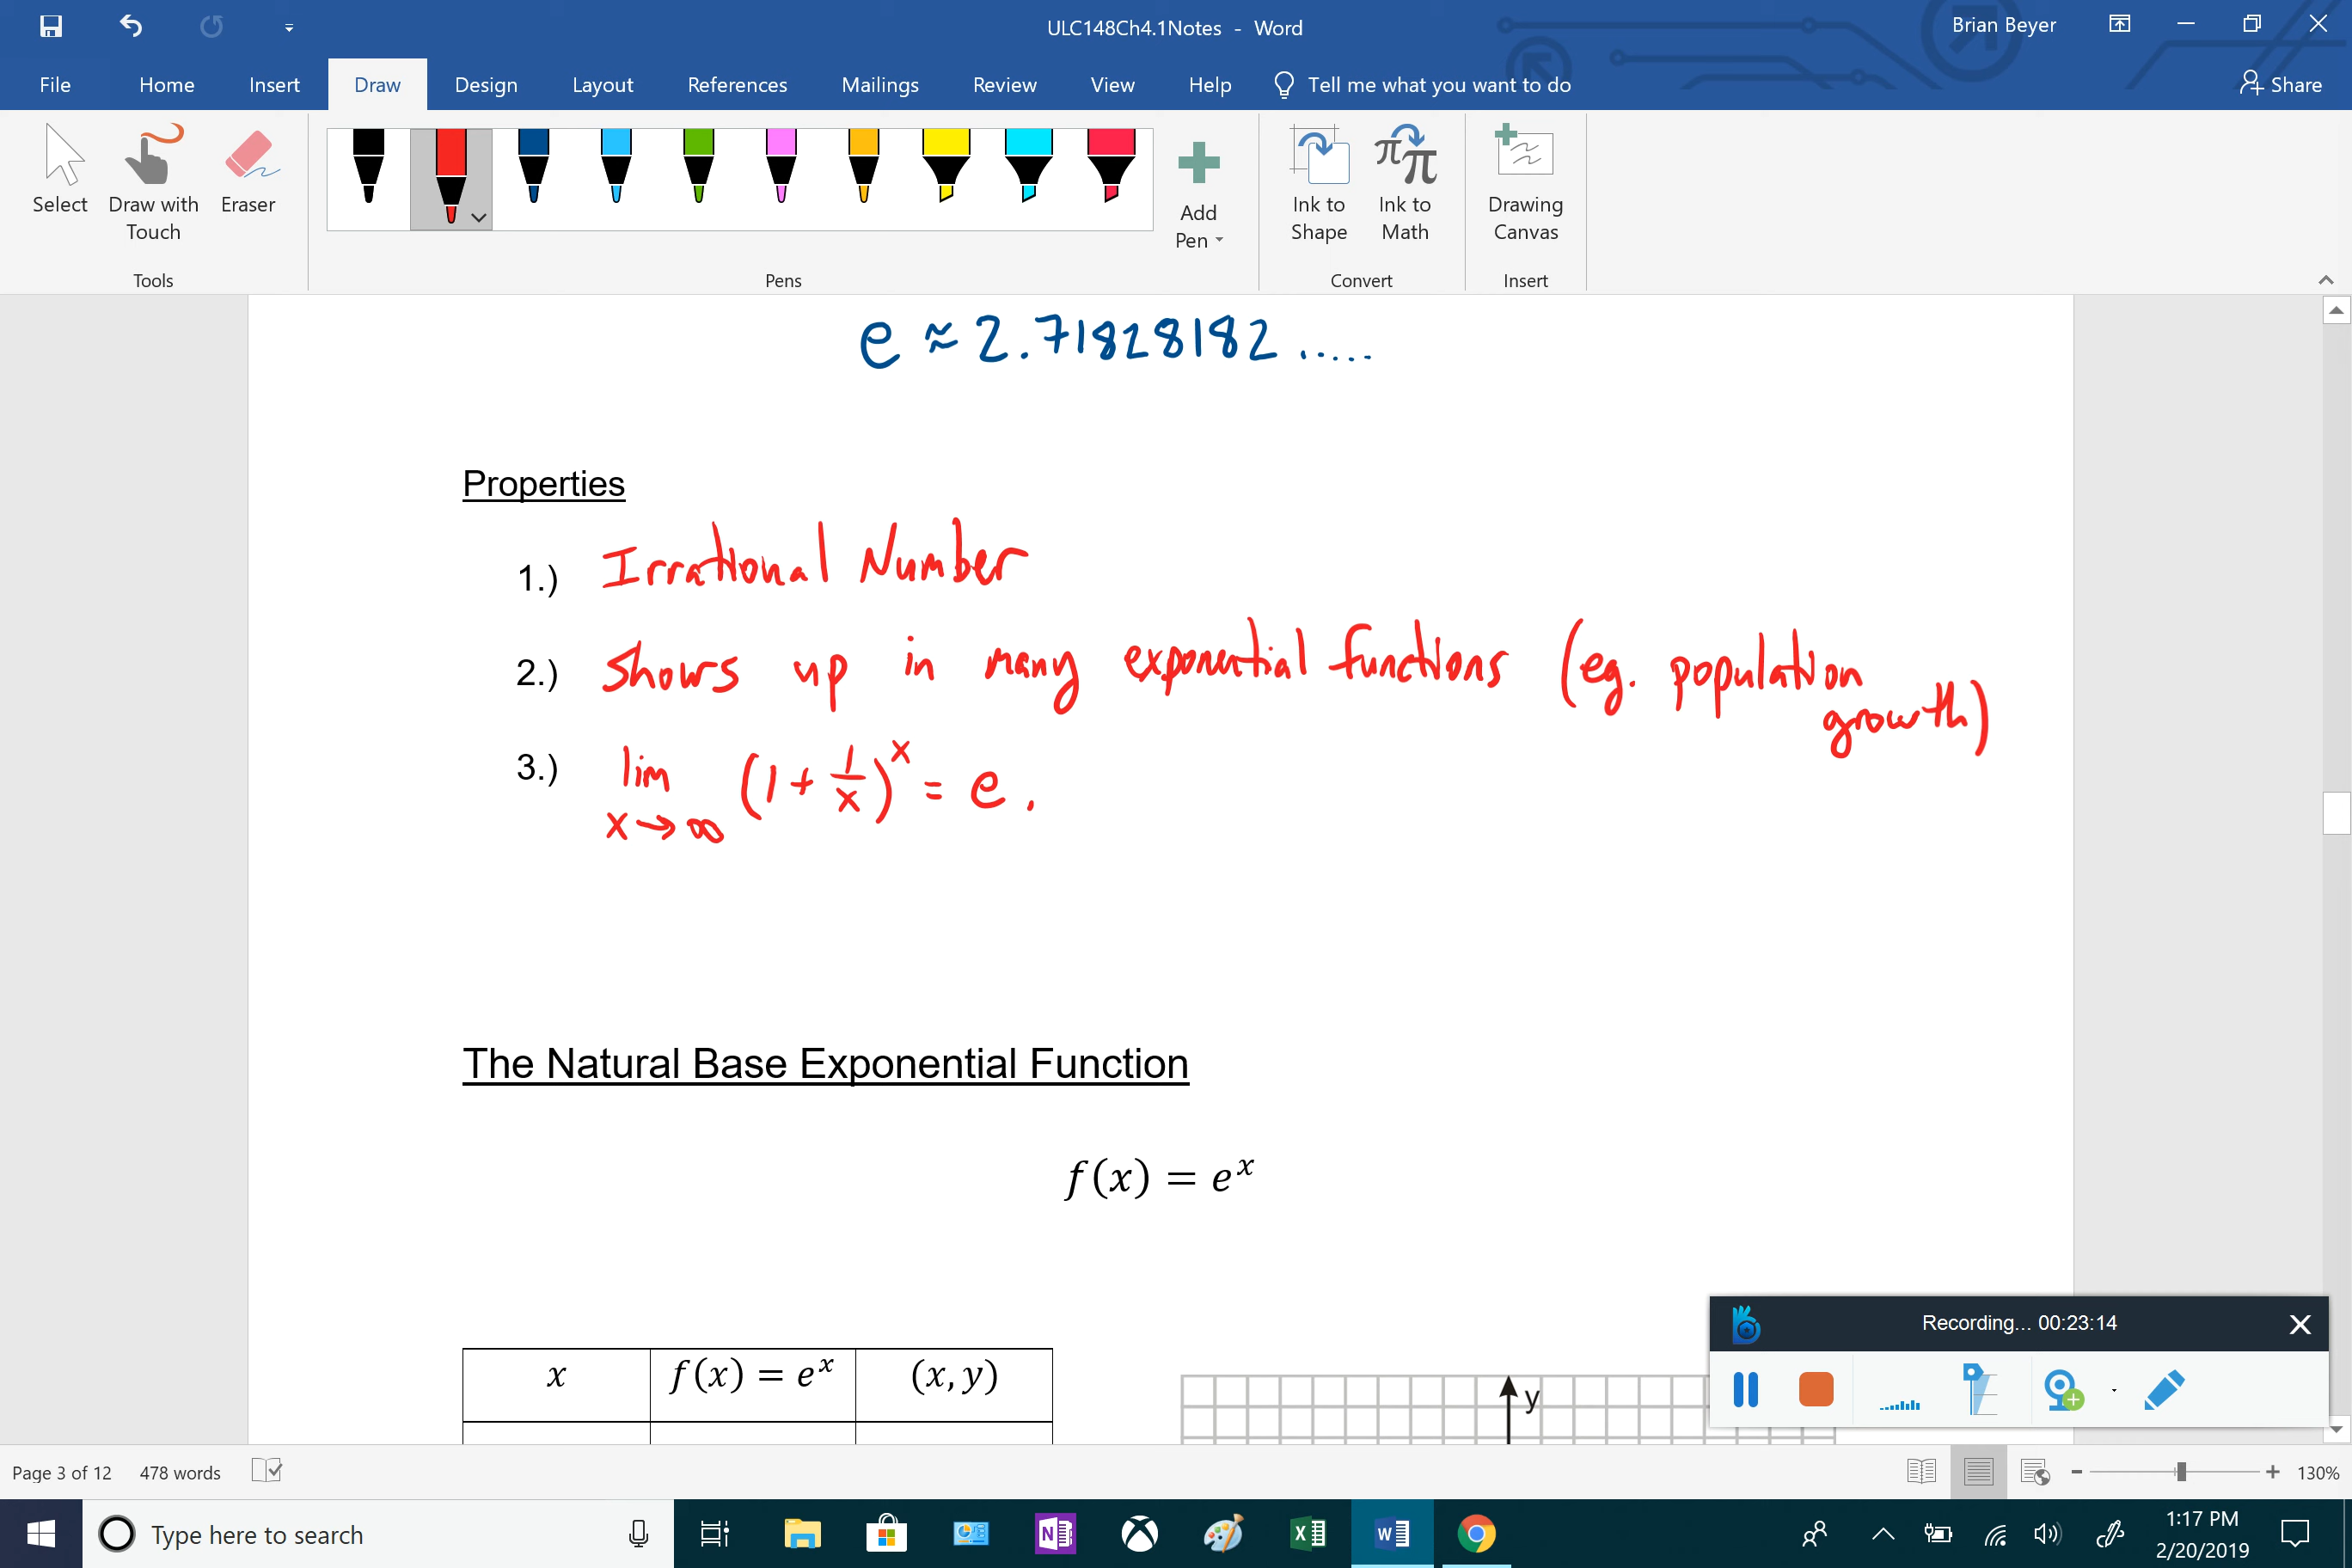 ULC148Ch4.1Notes - Word
Brian Beyer
File Home Insert Draw Design Layout References Mailings Review View Help Tell me what you want to do Share
Select Draw with Touch Eraser
Add Pen
Ink to Shape Ink to Math
Drawing Canvas
Tools Pens Convert Insert
e ≈ 2.71828182.....
Properties
1.) Irrational Number
2.) Shows up in many exponential functions (eg. population
growth)
3.) lim (1 + 1/x)^x = e.
x→∞
The Natural Base Exponential Function
f(x) = e^x
x f(x) = e^x (x, y)
y
Recording... 00:23:14
Page 3 of 12 478 words 130%
Type here to search
1:17 PM
2/20/2019